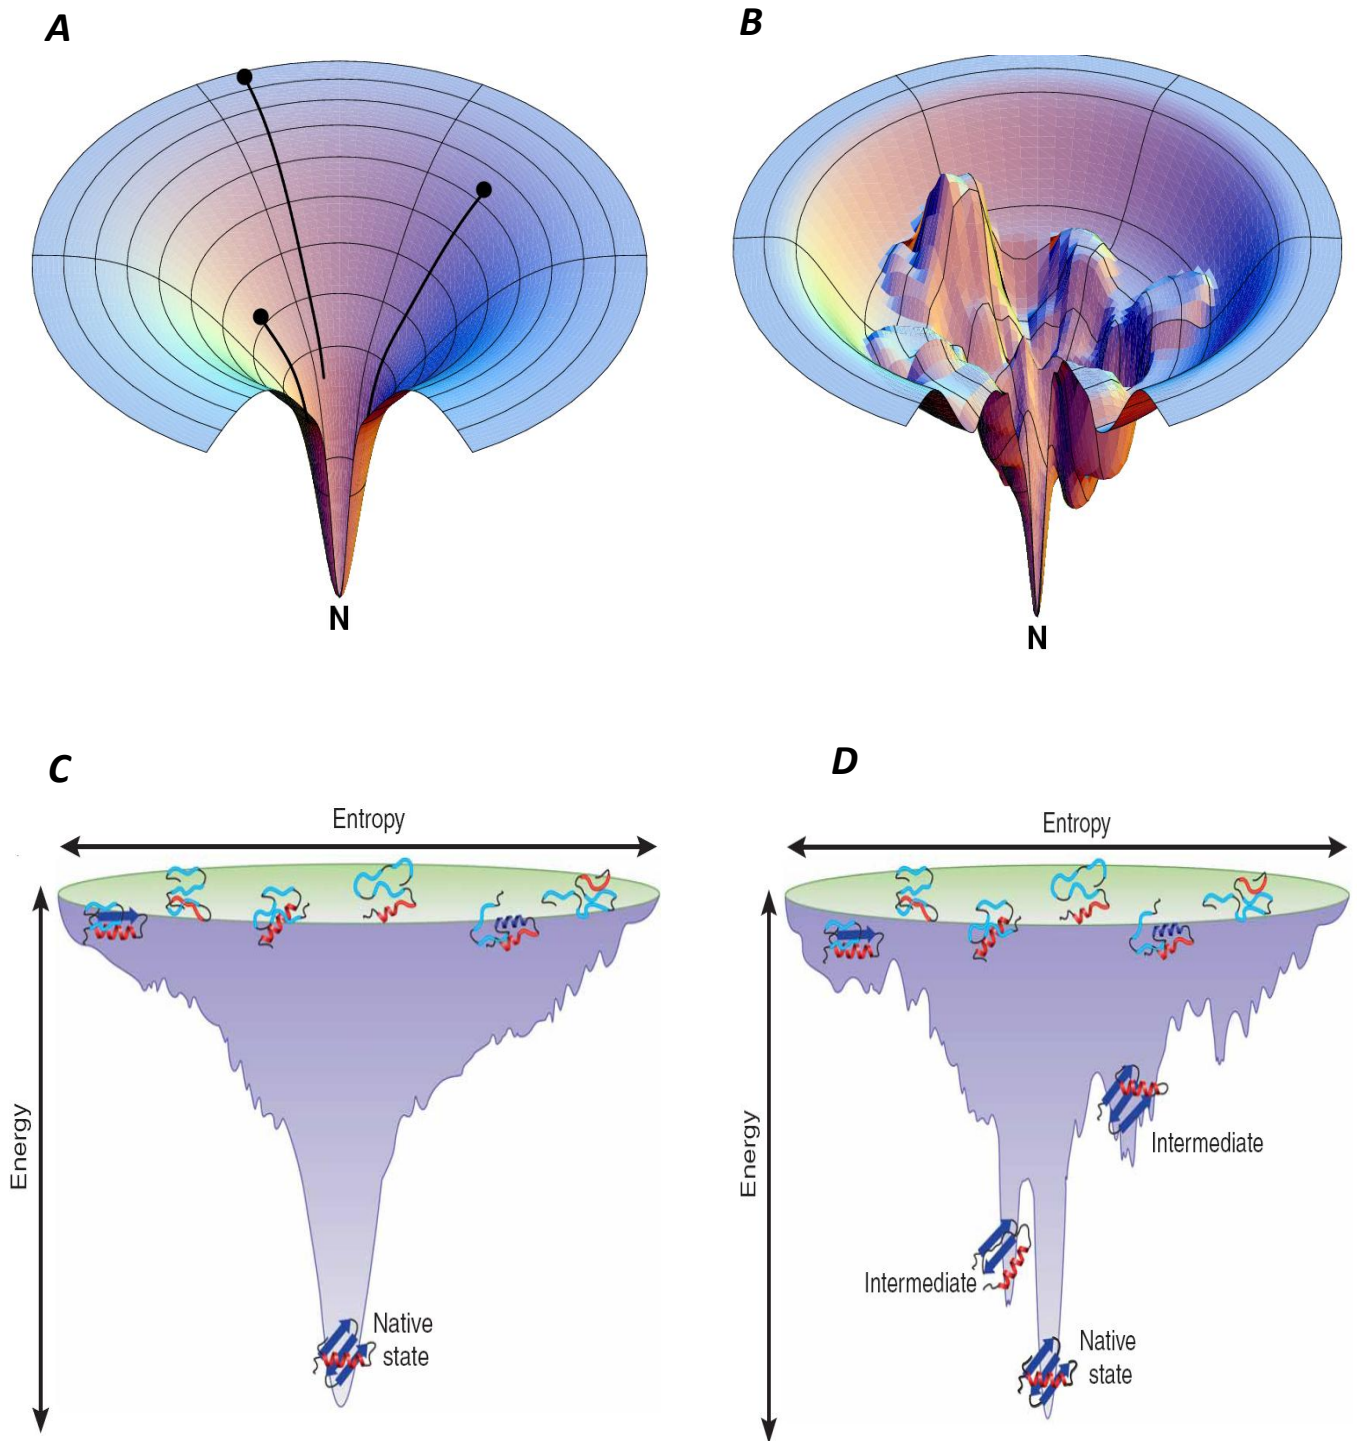 A
B
N
N
C
D
Entropy
Entropy
Energy
Energy
Intermediate
Intermediate
Native
state
Native
state